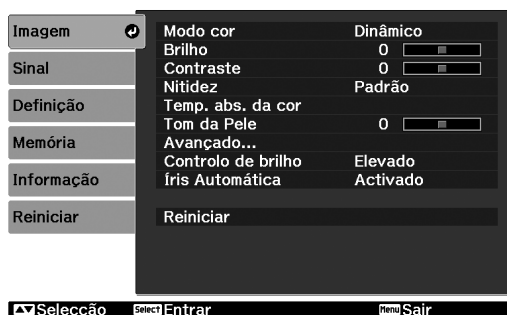 Imagem
Sinal
Definição
Memória
Informação
Reiniciar
Modo cor Dinâmico
Brilho 0
Contraste 0
Nitidez Padrão
Temp. abs. da cor
Tom da Pele 0
Avançado...
Controlo de brilho Elevado
Íris Automática Activado
Reiniciar
Selecção Select Entrar Menu Sair